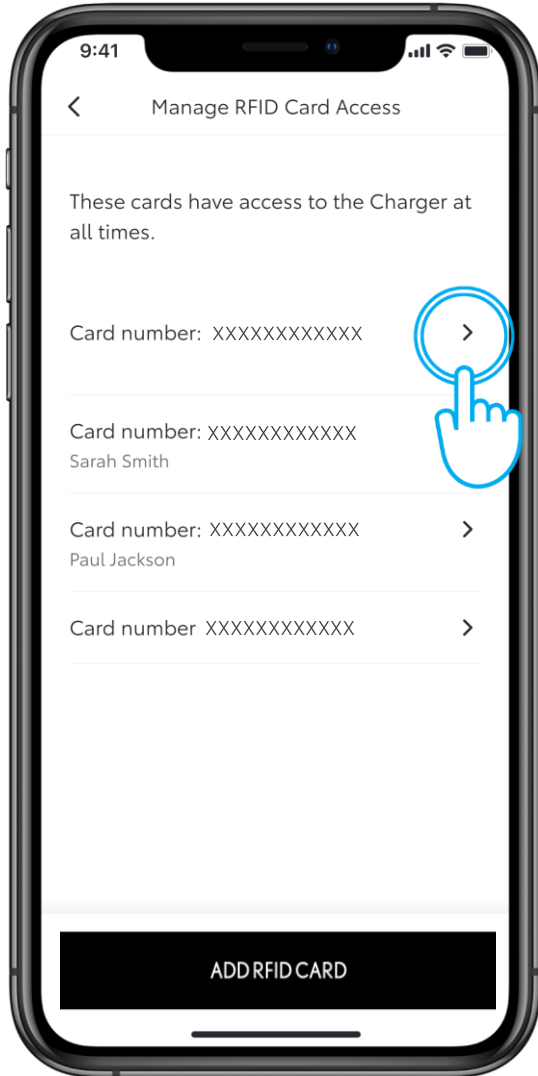 9:41
Manage RFID Card Access
These cards have access to the Charger at
all times.
Card number: XXXXXXXXXXXX
Card number: XXXXXXXXXXXX
Sarah Smith
Card number: XXXXXXXXXXXX
Paul Jackson
Card number XXXXXXXXXXXX
ADD RFID CARD